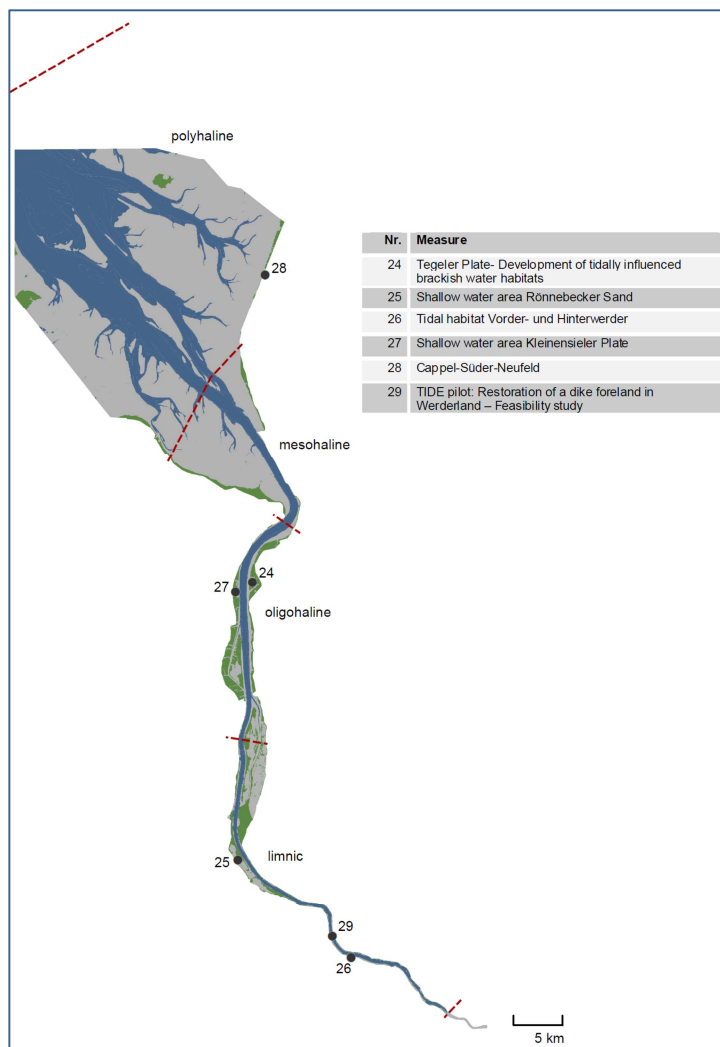 polyhaline
28
Nr. Measure
24 Tegeler Plate- Development of tidally influenced
brackish water habitats
25 Shallow water area Rönnebecker Sand
26 Tidal habitat Vorder- und Hinterwerder
27 Shallow water area Kleinensieler Plate
28 Cappel-Süder-Neufeld
29 TIDE pilot: Restoration of a dike foreland in
Werderland – Feasibility study
mesohaline
24
27
oligohaline
limnic
25
29
26
5 km